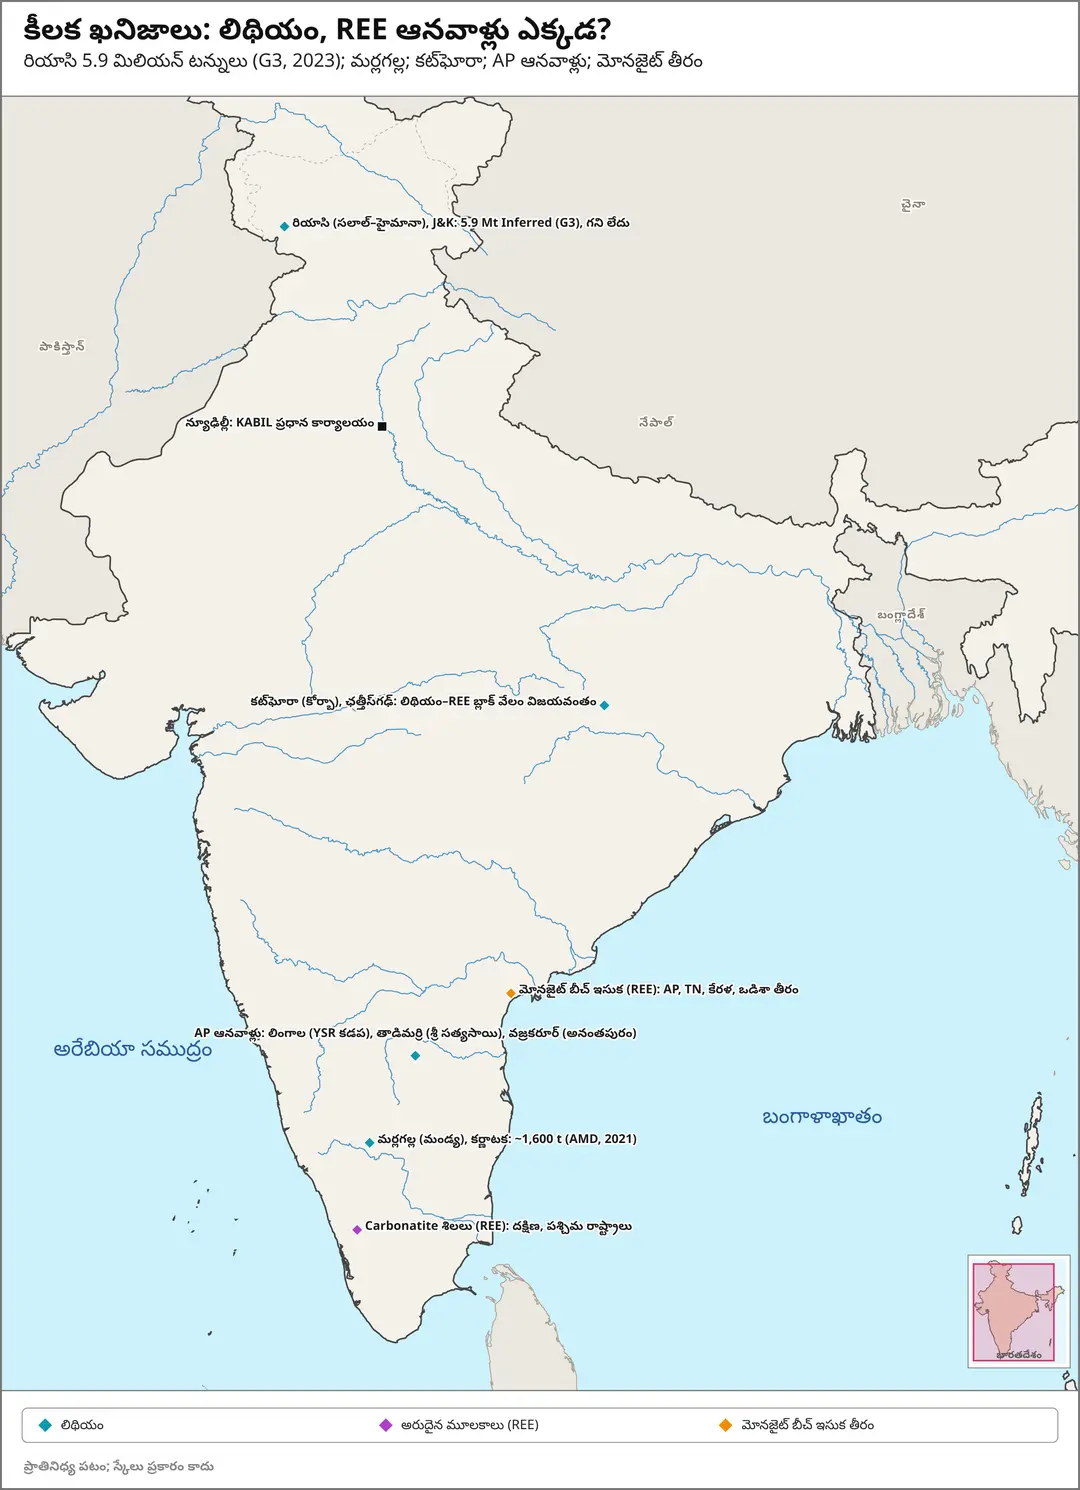 కీలక ఖనిజాలు: లిథియం, REE ఆనవాళ్లు ఎక్కడ?
రియాసి 5.9 మిలియన్ టన్నులు (G3, 2023); మర్లగల్ల; కట్‌ఘోరా; AP ఆనవాళ్లు; మోనజైట్ తీరం
చైనా
రియాసి (సలాల్–హైమానా), J&K: 5.9 Mt Inferred (G3), గని లేదు
పాకిస్తాన్
నేపాల్
న్యూఢిల్లీ: KABIL ప్రధాన కార్యాలయం
బంగ్లాదేశ్
కట్‌ఘోరా (కోర్బా), ఛత్తీస్‌గఢ్: లిథియం–REE బ్లాక్ వేలం విజయవంతం
మోనజైట్ బీచ్ ఇసుక (REE): AP, TN, కేరళ, ఒడిశా తీరం
AP ఆనవాళ్లు: లింగాల (YSR కడప), తాడిమర్రి (శ్రీ సత్యసాయి), వజ్రకరూర్ (అనంతపురం)
అరేబియా సముద్రం
బంగాళాఖాతం
మర్లగల్ల (మండ్య), కర్ణాటక: ~1,600 t (AMD, 2021)
Carbonatite శిలలు (REE): దక్షిణ, పశ్చిమ రాష్ట్రాలు
భారతదేశం
లిథియం
అరుదైన మూలకాలు (REE)
మోనజైట్ బీచ్ ఇసుక తీరం
ప్రాతినిధ్య పటం; స్కేలు ప్రకారం కాదు